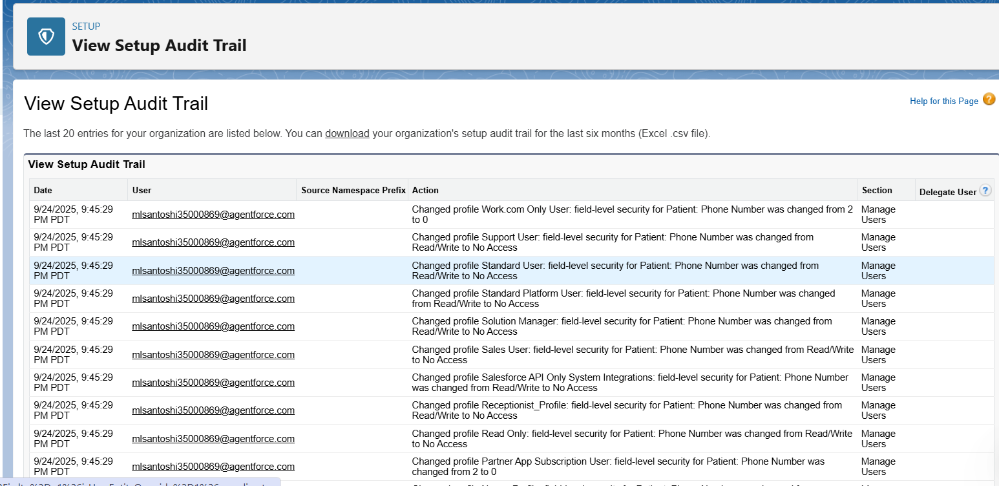 SETUP
View Setup Audit Trail
View Setup Audit Trail
Help for this Page ?
The last 20 entries for your organization are listed below. You can download your organization's setup audit trail for the last six months (Excel .csv file).
View Setup Audit Trail
Date User Source Namespace Prefix Action Section Delegate User ?
9/24/2025, 9:45:29 mlsantoshi35000869@agentforce.com Changed profile Work.com Only User: field-level security for Patient: Phone Number was changed from 2 Manage
PM PDT to 0 Users
9/24/2025, 9:45:29 mlsantoshi35000869@agentforce.com Changed profile Support User: field-level security for Patient: Phone Number was changed from Manage
PM PDT Read/Write to No Access Users
9/24/2025, 9:45:29 mlsantoshi35000869@agentforce.com Changed profile Standard User: field-level security for Patient: Phone Number was changed from Manage
PM PDT Read/Write to No Access Users
9/24/2025, 9:45:29 mlsantoshi35000869@agentforce.com Changed profile Standard Platform User: field-level security for Patient: Phone Number was changed Manage
PM PDT from Read/Write to No Access Users
9/24/2025, 9:45:29 mlsantoshi35000869@agentforce.com Changed profile Solution Manager: field-level security for Patient: Phone Number was changed from Manage
PM PDT Read/Write to No Access Users
9/24/2025, 9:45:29 mlsantoshi35000869@agentforce.com Changed profile Sales User: field-level security for Patient: Phone Number was changed from Read/Write Manage
PM PDT to No Access Users
9/24/2025, 9:45:29 mlsantoshi35000869@agentforce.com Changed profile Salesforce API Only System Integrations: field-level security for Patient: Phone Number Manage
PM PDT was changed from Read/Write to No Access Users
9/24/2025, 9:45:29 mlsantoshi35000869@agentforce.com Changed profile Receptionist_Profile: field-level security for Patient: Phone Number was changed from Manage
PM PDT Read/Write to No Access Users
9/24/2025, 9:45:29 mlsantoshi35000869@agentforce.com Changed profile Read Only: field-level security for Patient: Phone Number was changed from Read/Write Manage
PM PDT to No Access Users
9/24/2025, 9:45:29 mlsantoshi35000869@agentforce.com Changed profile Partner App Subscription User: field-level security for Patient: Phone Number was Manage
PM PDT changed from 2 to 0 Users